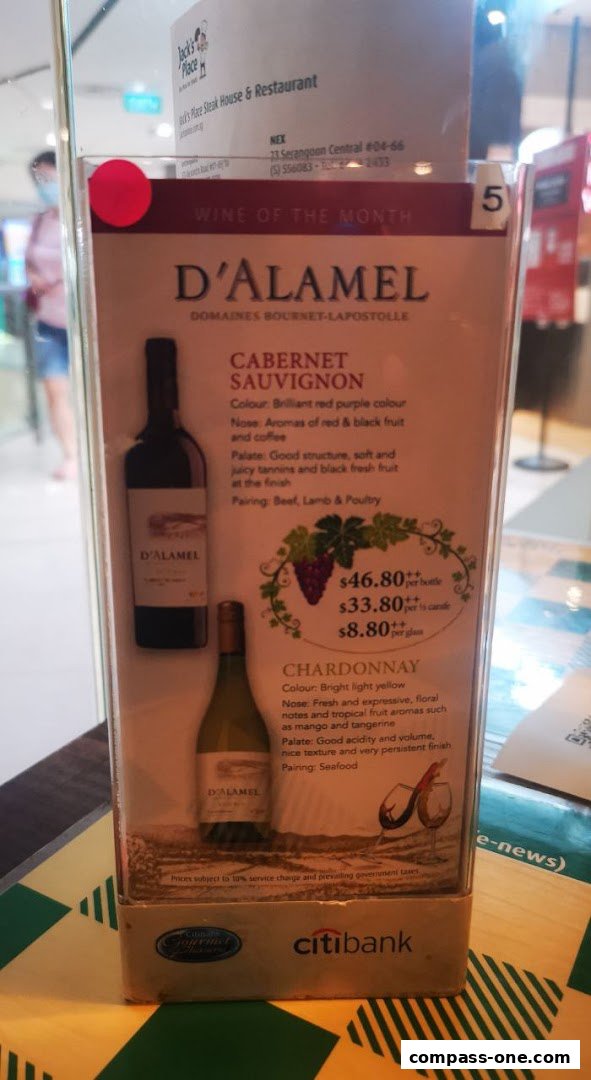 Jack's
Place
Jack's Place Steak House & Restaurant
NEX
23 Serangoon Central #04-66
(S) 556083 - Tel:
5
WINE OF THE MONTH
D'ALAMEL
DOMAINES BOURNET-LAPOSTOLLE
CABERNET
SAUVIGNON
Colour: Brilliant red purple colour
Nose: Aromas of red & black fruit
and coffee
Palate: Good structure, soft and
juicy tannins and black fresh fruit
at the finish
Pairing: Beef, Lamb & Poultry
D'ALAMEL
$46.80++ per bottle
$33.80++ per ½ carafe
$8.80++ per glass
CHARDONNAY
Colour: Bright light yellow
Nose: Fresh and expressive, floral
notes and tropical fruit aromas such
as mango and tangerine
Palate: Good acidity and volume,
nice texture and very persistent finish
Pairing: Seafood
D'ALAMEL
Prices subject to 10% service charge and prevailing government taxes.
e-news)
Citibank
Gourmet
Pleasures
citibank
compass-one.com